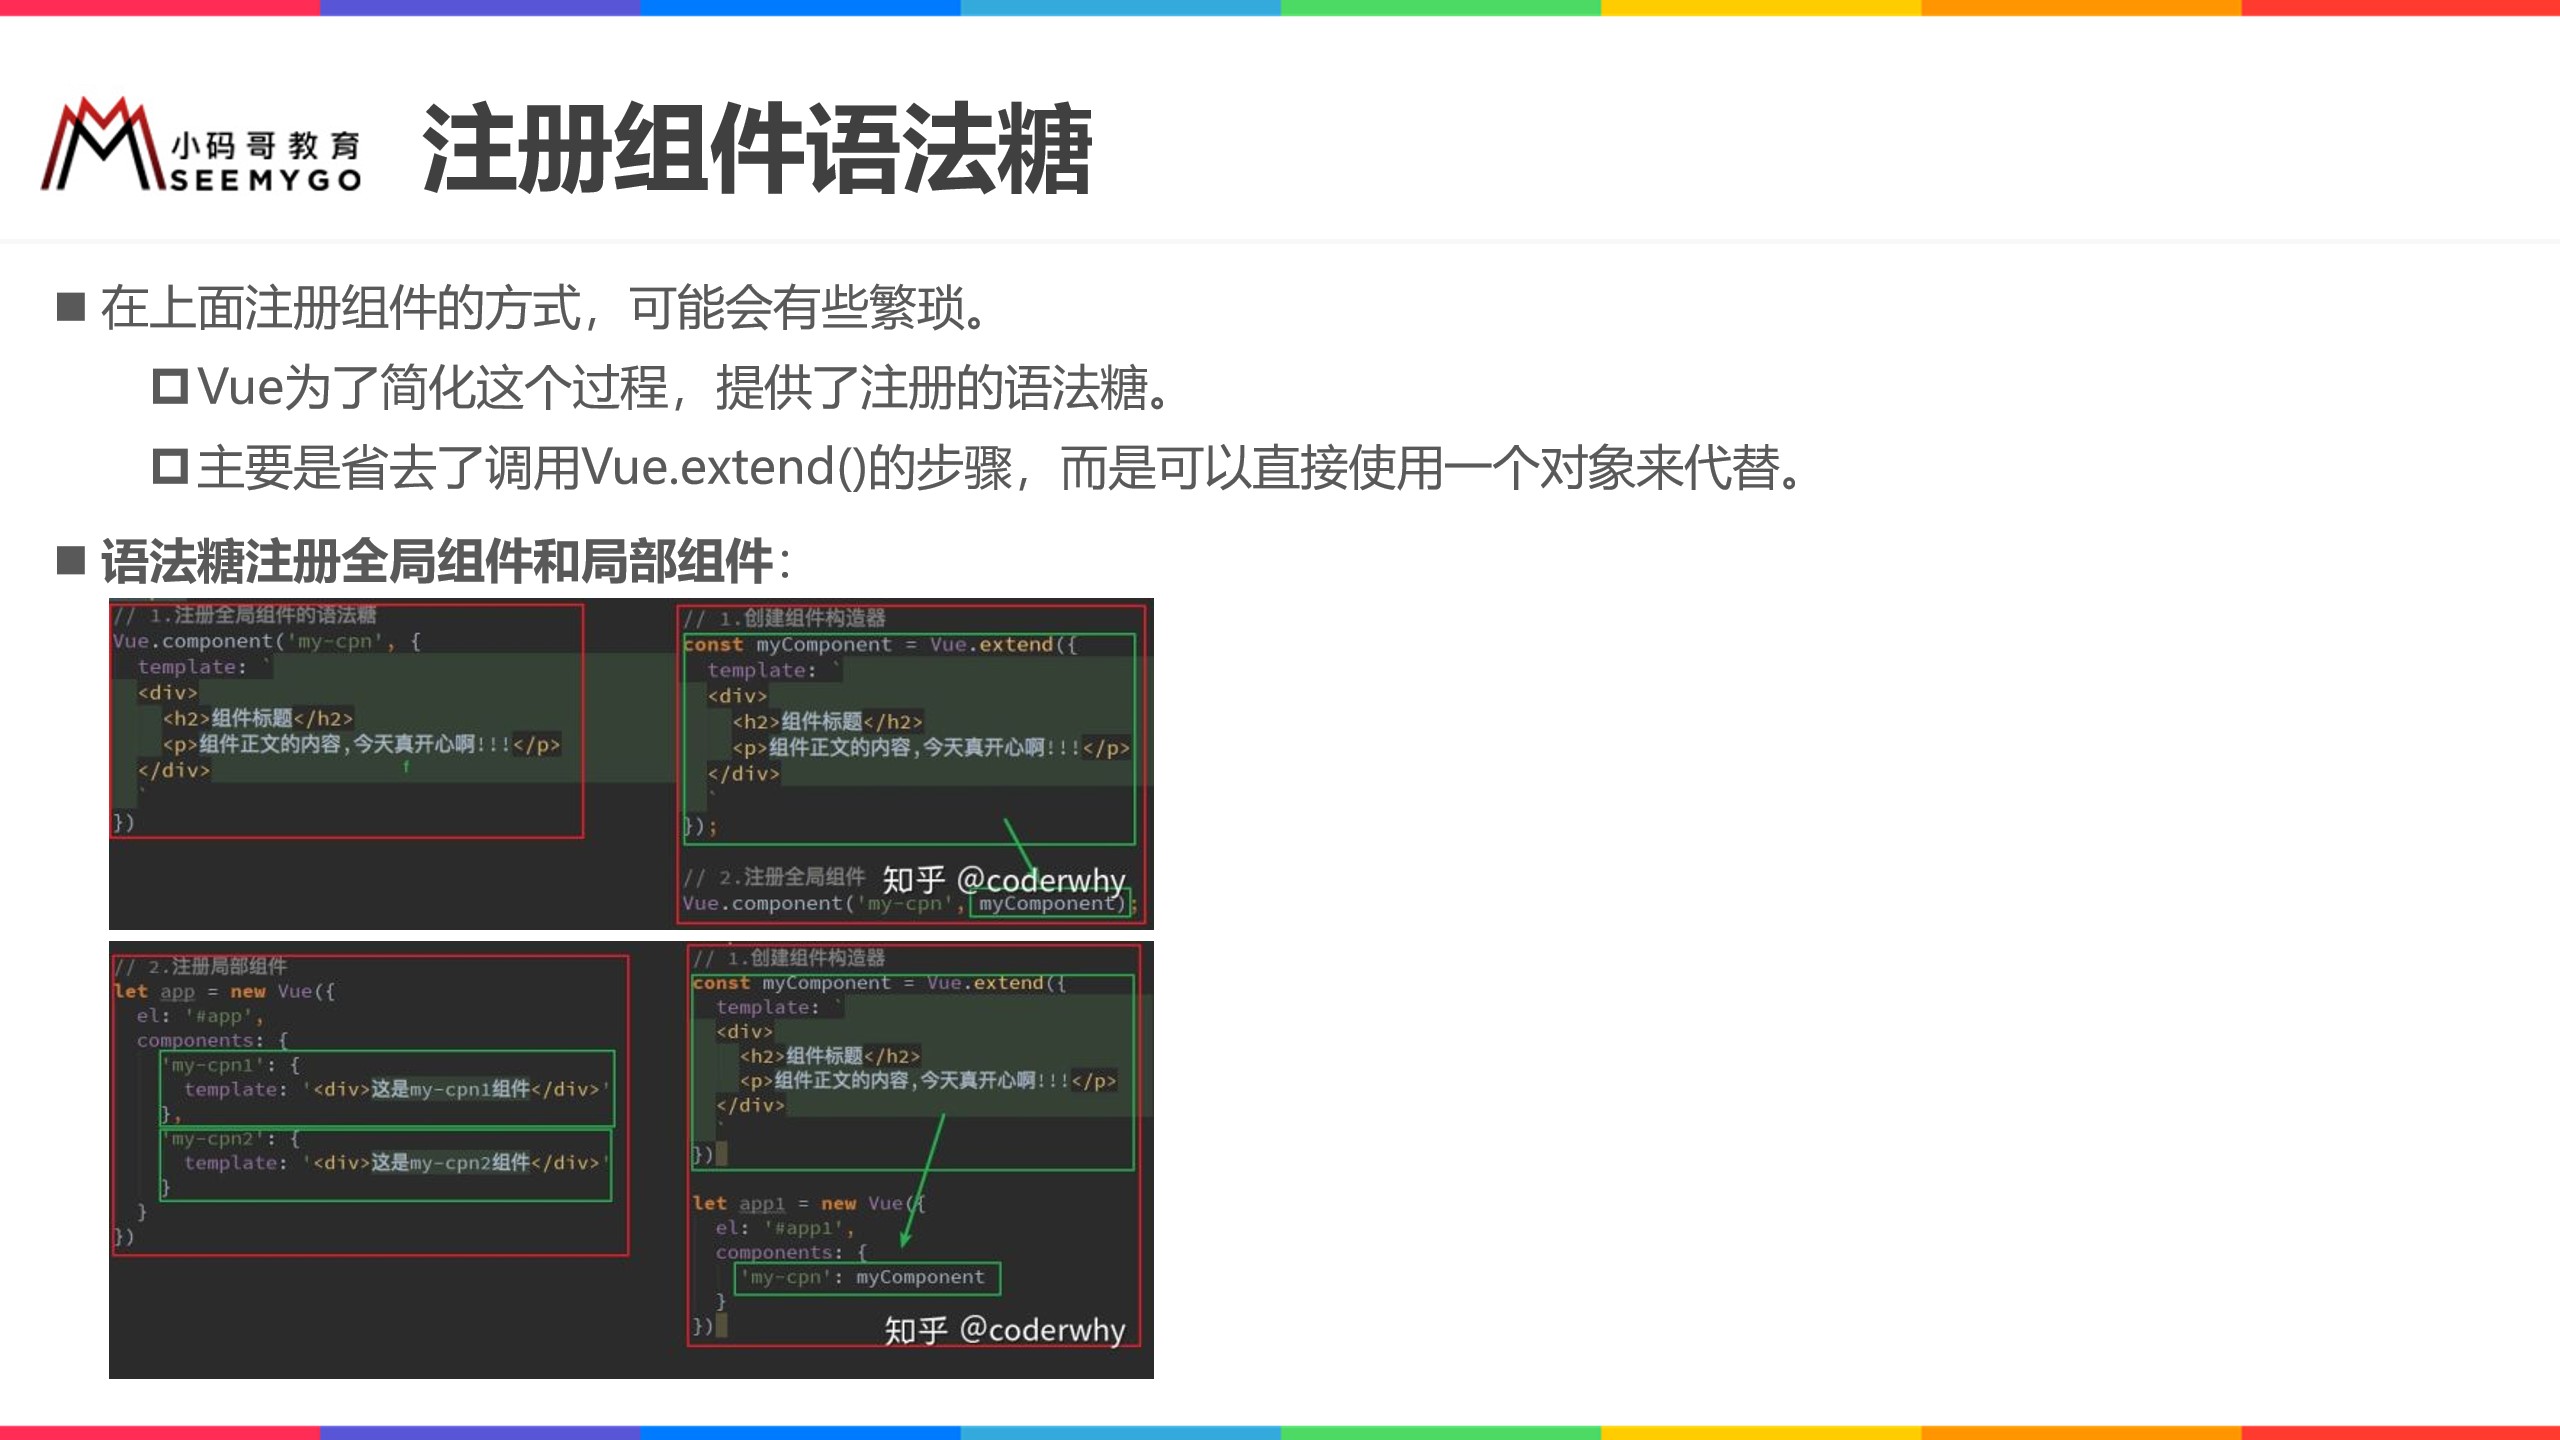 小码哥教育
SEEMYGO
注册组件语法糖
在上面注册组件的方式，可能会有些繁琐。
Vue为了简化这个过程，提供了注册的语法糖。
主要是省去了调用Vue.extend()的步骤，而是可以直接使用一个对象来代替。
语法糖注册全局组件和局部组件：
// 1.注册全局组件的语法糖
Vue.component('my-cpn', {
template: `
<div>
<h2>组件标题</h2>
<p>组件正文的内容,今天真开心啊!!!</p>
</div>
`
})
// 1.创建组件构造器
const myComponent = Vue.extend({
template: `
<div>
<h2>组件标题</h2>
<p>组件正文的内容,今天真开心啊!!!</p>
</div>
`
});
// 2.注册全局组件
知乎 @coderwhy
Vue.component('my-cpn', myComponent);
// 2.注册局部组件
let app = new Vue({
el: '#app',
components: {
'my-cpn1': {
template: '<div>这是my-cpn1组件</div>'
},
'my-cpn2': {
template: '<div>这是my-cpn2组件</div>'
}
}
})
// 1.创建组件构造器
const myComponent = Vue.extend({
template: `
<div>
<h2>组件标题</h2>
<p>组件正文的内容,今天真开心啊!!!</p>
</div>
`
})
let app1 = new Vue({
el: '#app1',
components: {
'my-cpn': myComponent
}
})
知乎 @coderwhy